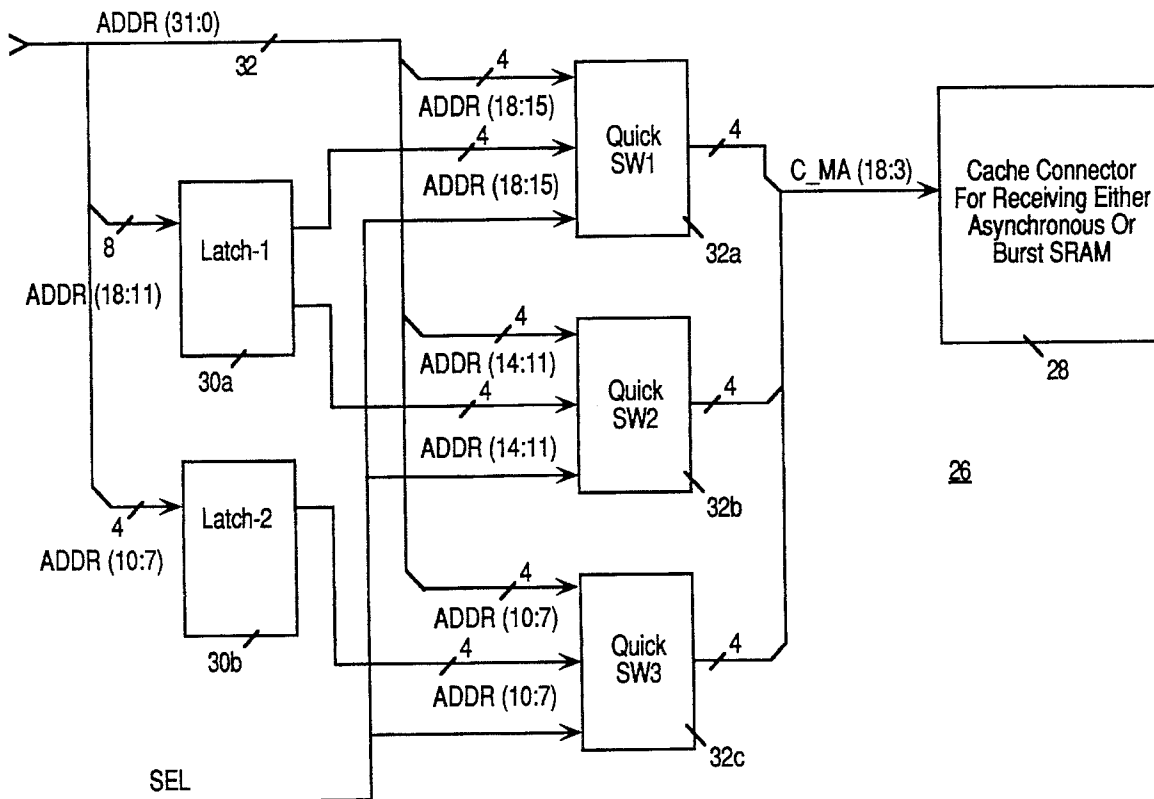 ADDR (31:0)
32
4
ADDR (18:15)
4
ADDR (18:15)
Quick
SW1
32a
4
C_MA (18:3)
Cache Connector
For Receiving Either
Asynchronous Or
Burst SRAM
28
8
ADDR (18:11)
Latch-1
30a
4
ADDR (14:11)
4
ADDR (14:11)
Quick
SW2
32b
4
26
4
ADDR (10:7)
Latch-2
30b
4
ADDR (10:7)
4
ADDR (10:7)
Quick
SW3
32c
4
SEL